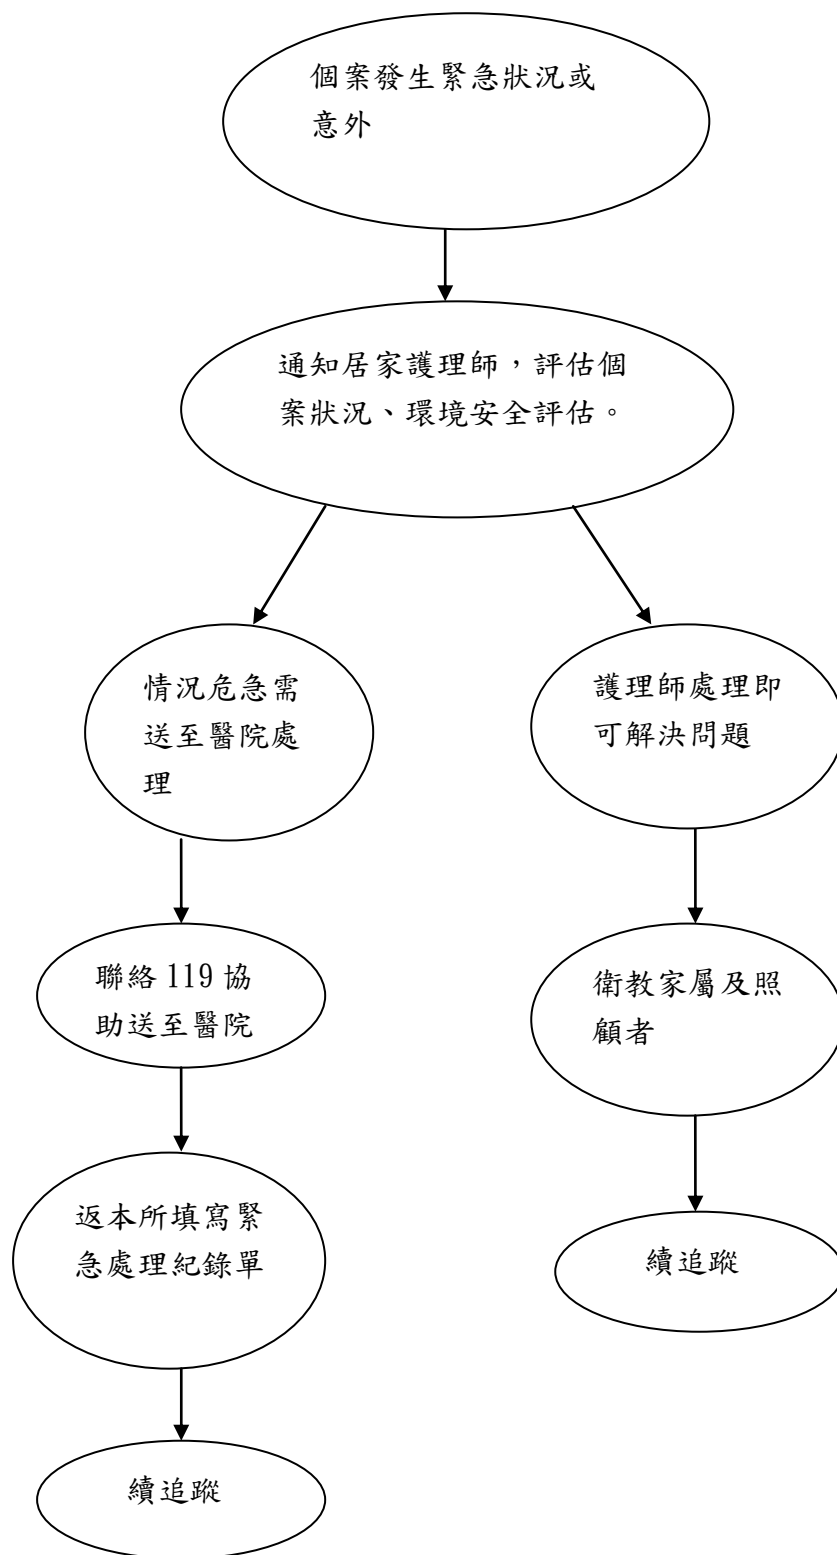 個案發生緊急狀況或
意外
通知居家護理師，評估個
案狀況、環境安全評估。
情況危急需
送至醫院處
理
護理師處理即
可解決問題
聯絡 119 協
助送至醫院
衛教家屬及照
顧者
返本所填寫緊
急處理紀錄單
續追蹤
續追蹤